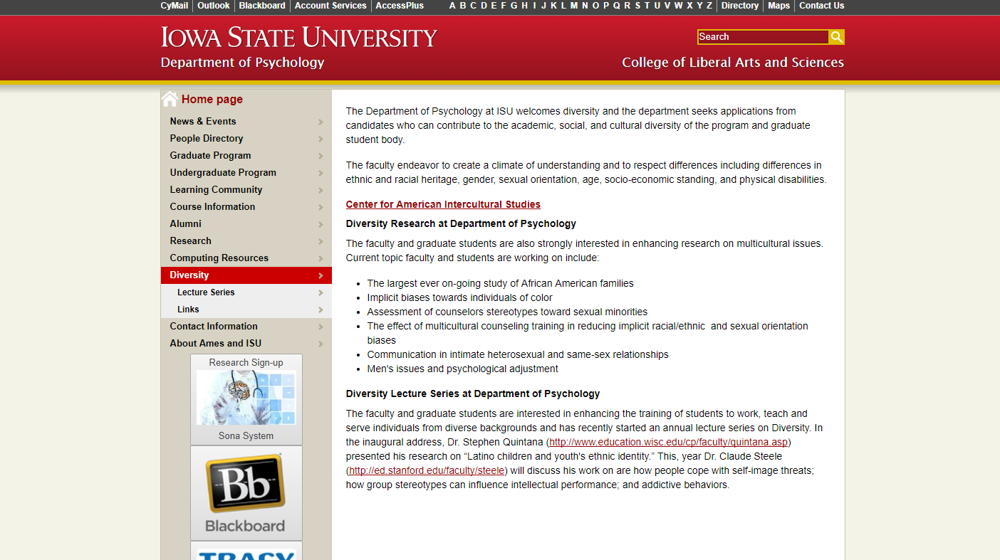 CyMail Outlook Blackboard Account Services AccessPlus A B C D E F G H I J K L M N O P Q R S T U V W X Y Z Directory Maps Contact Us
IOWA STATE UNIVERSITY
Search
Department of Psychology
College of Liberal Arts and Sciences
Home page
News & Events
People Directory
Graduate Program
Undergraduate Program
Learning Community
Course Information
Alumni
Research
Computing Resources
Diversity
Lecture Series
Links
Contact Information
About Ames and ISU
Research Sign-up
Sona System
Bb
Blackboard
TRACY
The Department of Psychology at ISU welcomes diversity and the department seeks applications from
candidates who can contribute to the academic, social, and cultural diversity of the program and graduate
student body.
The faculty endeavor to create a climate of understanding and to respect differences including differences in
ethnic and racial heritage, gender, sexual orientation, age, socio-economic standing, and physical disabilities.
Center for American Intercultural Studies
Diversity Research at Department of Psychology
The faculty and graduate students are also strongly interested in enhancing research on multicultural issues.
Current topic faculty and students are working on include:
• The largest ever on-going study of African American families
• Implicit biases towards individuals of color
• Assessment of counselors stereotypes toward sexual minorities
• The effect of multicultural counseling training in reducing implicit racial/ethnic  and sexual orientation
biases
• Communication in intimate heterosexual and same-sex relationships
• Men's issues and psychological adjustment
Diversity Lecture Series at Department of Psychology
The faculty and graduate students are interested in enhancing the training of students to work, teach and
serve individuals from diverse backgrounds and has recently started an annual lecture series on Diversity. In
the inaugural address, Dr. Stephen Quintana (http://www.education.wisc.edu/cp/faculty/quintana.asp)
presented his research on “Latino children and youth's ethnic identity.” This, year Dr. Claude Steele
(http://ed.stanford.edu/faculty/steele) will discuss his work on are how people cope with self-image threats;
how group stereotypes can influence intellectual performance; and addictive behaviors.